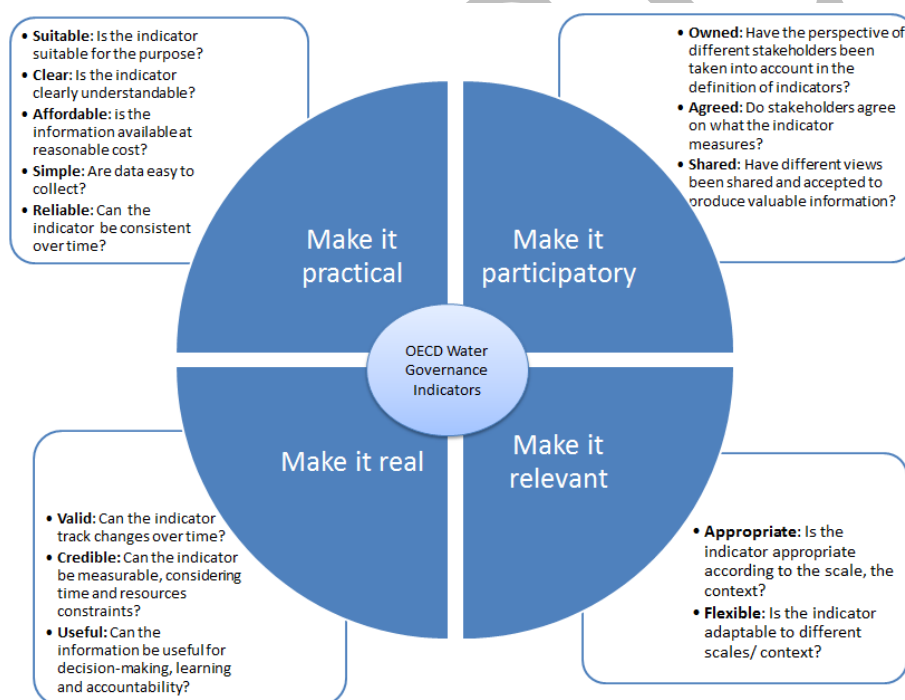 • Suitable: Is the indicator
suitable for the purpose?
• Clear: Is the indicator
clearly understandable?
• Affordable: is the
information available at
reasonable cost?
• Simple: Are data easy to
collect?
• Reliable: Can the
indicator be consistent
over time?
• Owned: Have the perspective of
different stakeholders been
taken into account in the
definition of indicators?
• Agreed: Do stakeholders agree
on what the indicator
measures?
• Shared: Have different views
been shared and accepted to
produce valuable information?
Make it
practical
Make it
participatory
OECD Water
Governance
Indicators
Make it real
Make it
relevant
• Valid: Can the indicator
track changes over time?
• Credible: Can the indicator
be measurable, considering
time and resources
constraints?
• Useful: Can the
information be useful for
decision-making, learning
and accountability?
• Appropriate: Is the
indicator appropriate
according to the scale, the
context?
• Flexible: Is the indicator
adaptable to different
scales/ context?